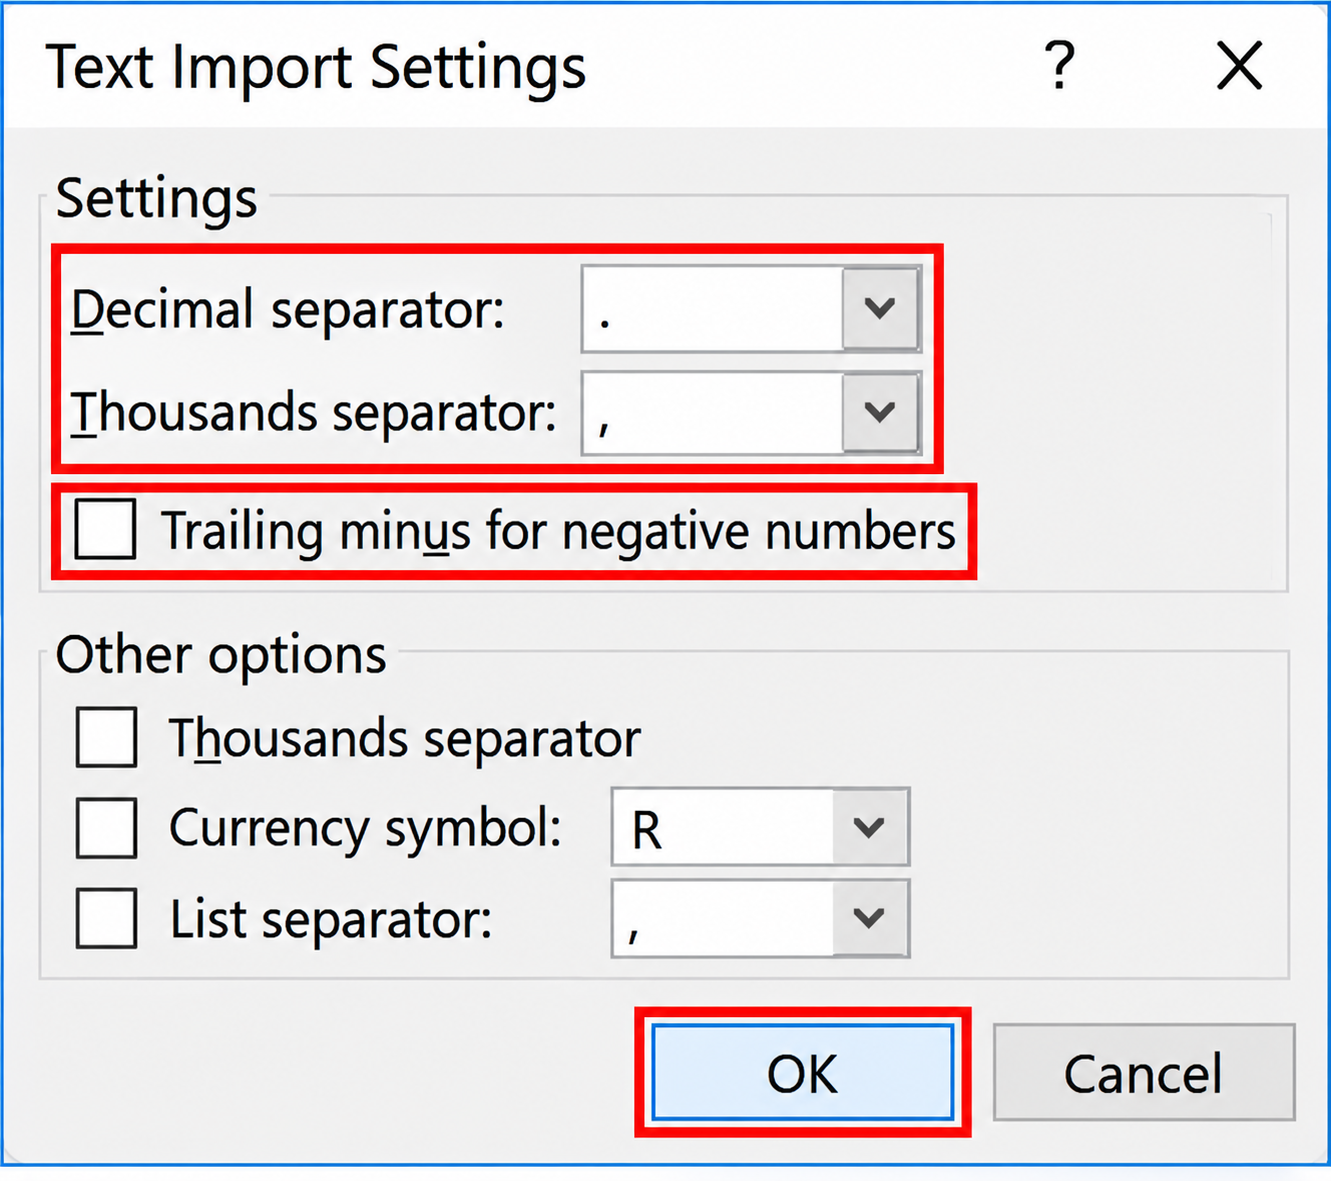 Text Import Settings ? X
Settings
Decimal separator: .
Thousands separator: ,
Trailing minus for negative numbers
Other options
Thousands separator
Currency symbol: R
List separator: ,
OK Cancel